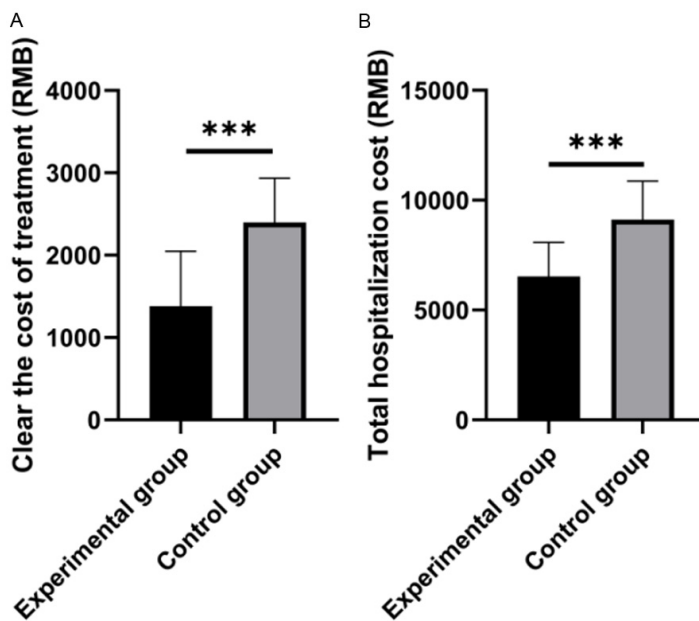 A
Clear the cost of treatment (RMB)
4000
3000
2000
1000
0
***
Experimental group
Control group
B
Total hospitalization cost (RMB)
15000
10000
5000
0
***
Experimental group
Control group